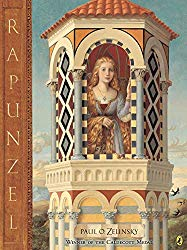 RAPUNZEL
PAUL O. ZELINSKY
WINNER OF THE CALDECOTT MEDAL